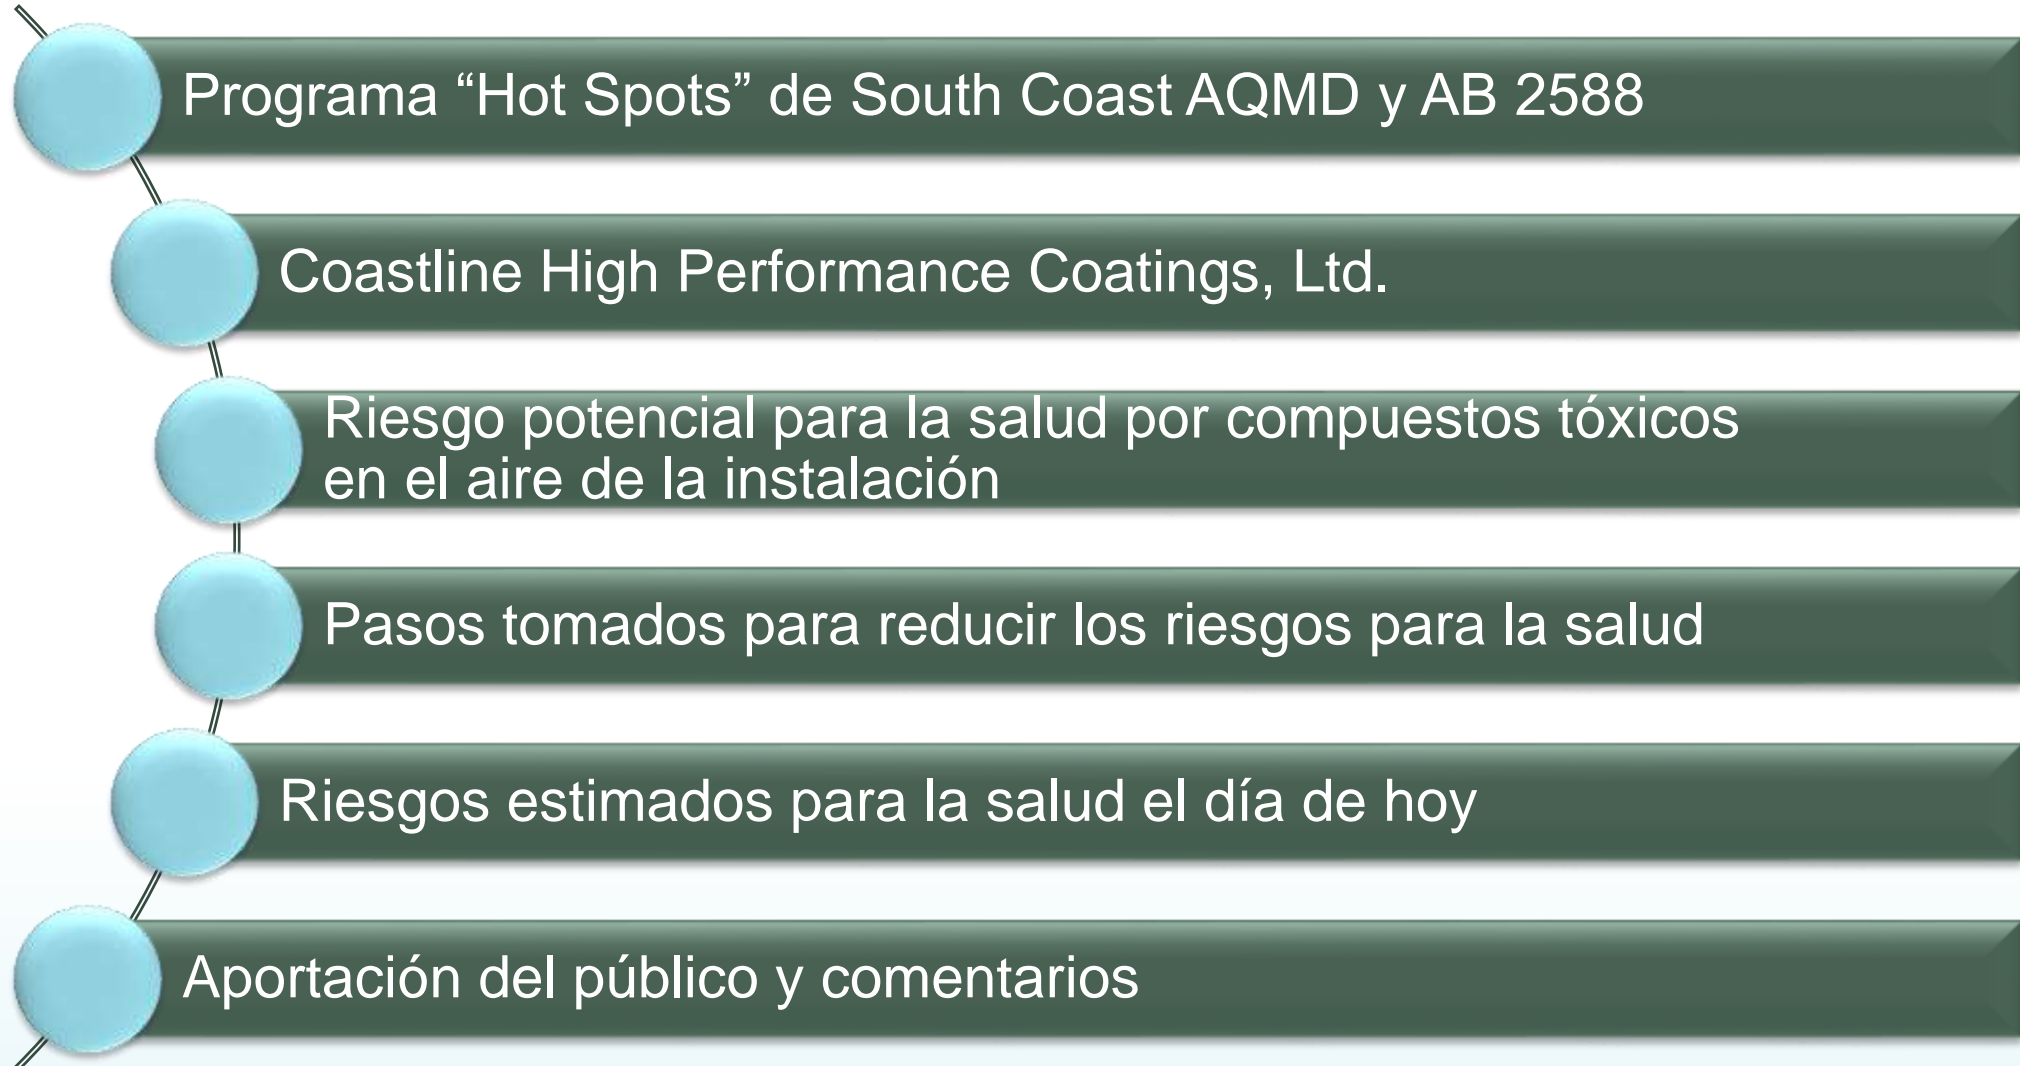 Programa “Hot Spots” de South Coast AQMD y AB 2588
Coastline High Performance Coatings, Ltd.
Riesgo potencial para la salud por compuestos tóxicos
en el aire de la instalación
Pasos tomados para reducir los riesgos para la salud
Riesgos estimados para la salud el día de hoy
Aportación del público y comentarios